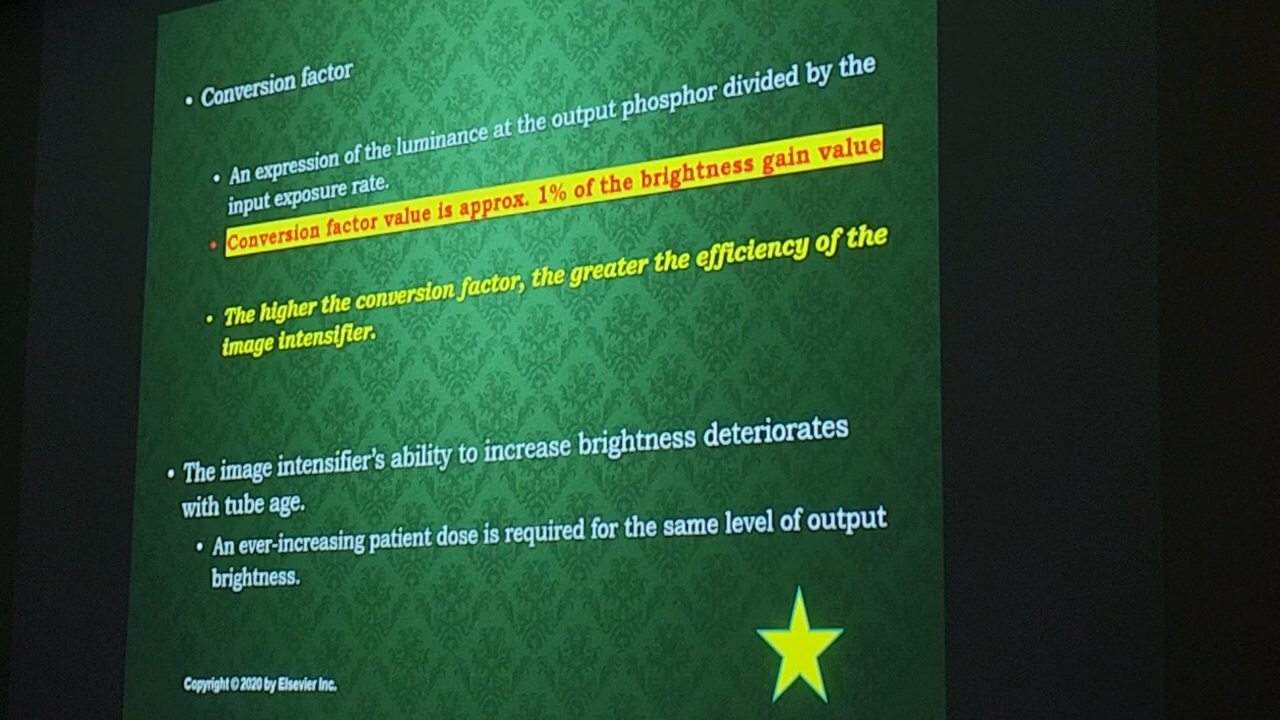 • Conversion factor
• An expression of the luminance at the output phosphor divided by the
input exposure rate.
• Conversion factor value is approx. 1% of the brightness gain value
• The higher the conversion factor, the greater the efficiency of the
image intensifier.
• The image intensifier's ability to increase brightness deteriorates
with tube age.
• An ever-increasing patient dose is required for the same level of output
brightness.
Copyright © 2020 by Elsevier Inc.